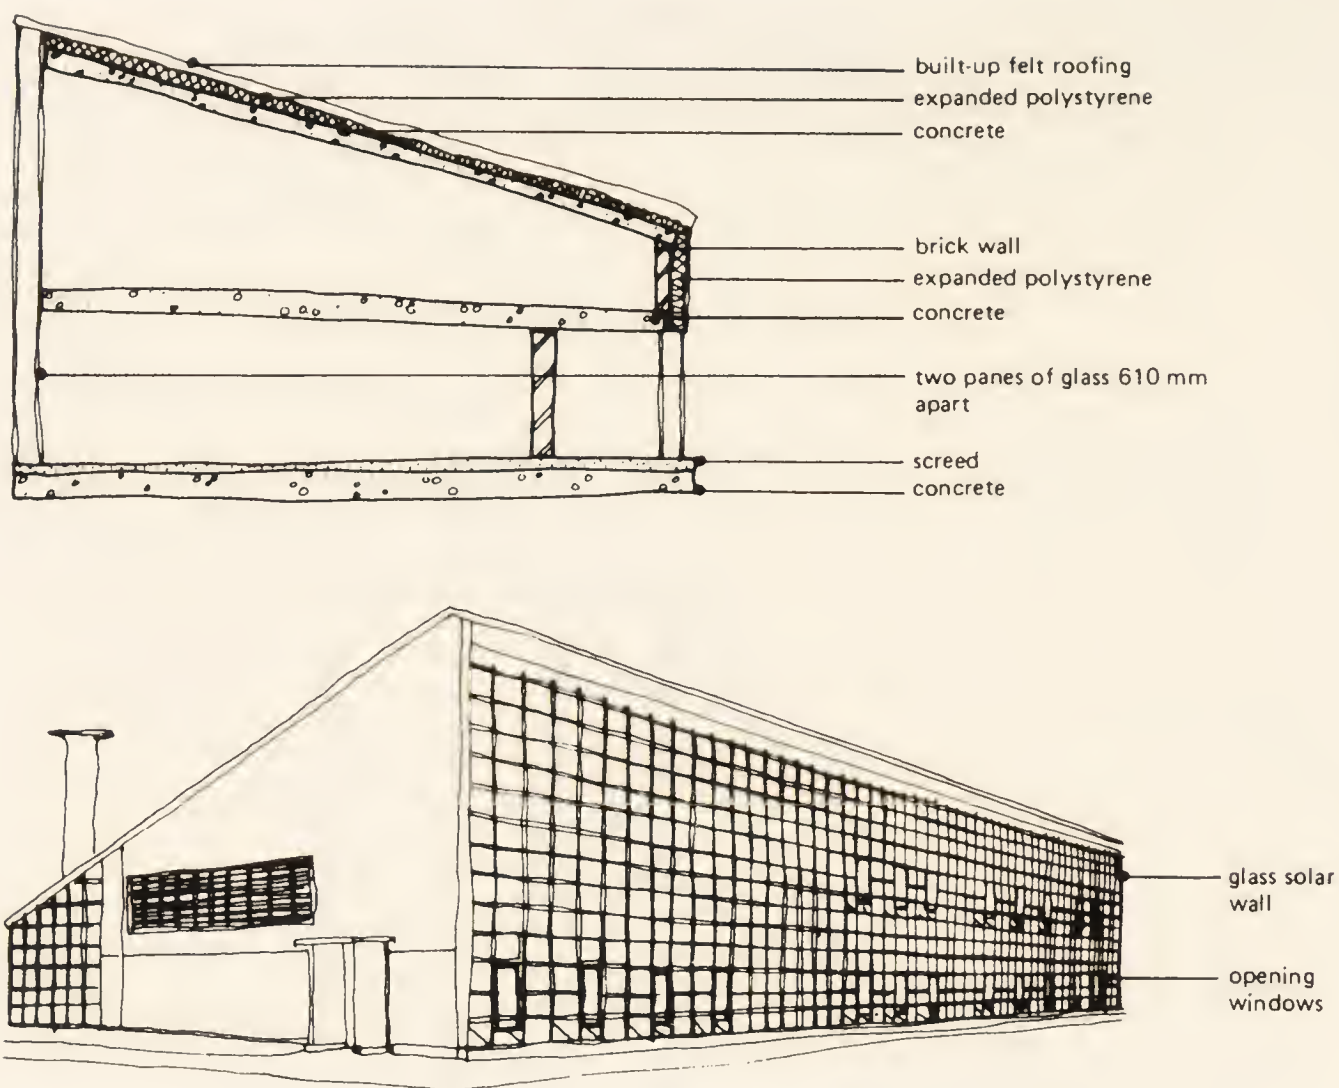 built-up felt roofing
expanded polystyrene
concrete
brick wall
expanded polystyrene
concrete
two panes of glass 610 mm
apart
screed
concrete
glass solar
wall
opening
windows